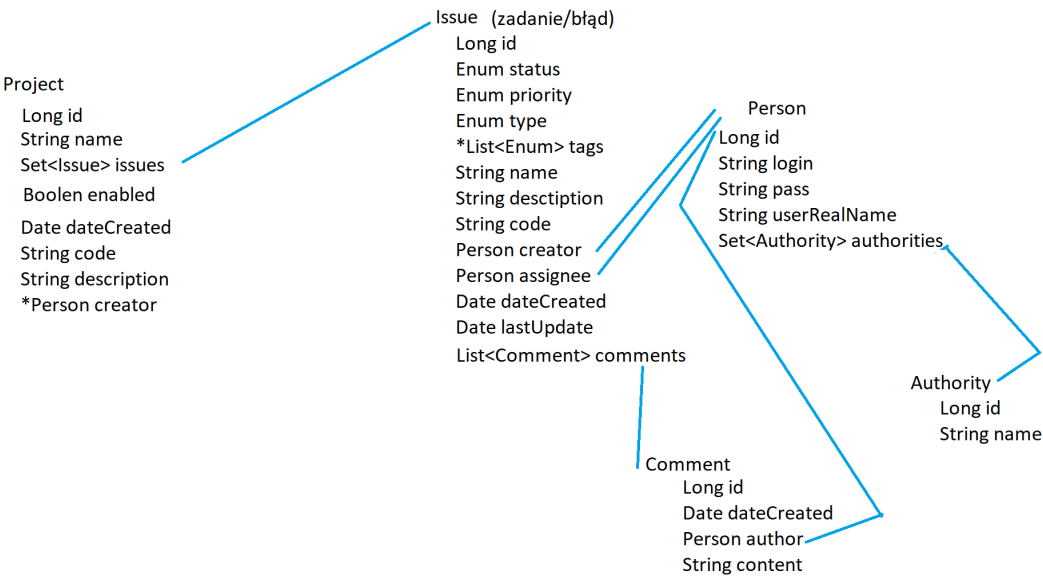 Project
Long id
String name
Set<Issue> issues
Boolen enabled
Date dateCreated
String code
String description
*Person creator
Issue (zadanie/błąd)
Long id
Enum status
Enum priority
Enum type
*List<Enum> tags
String name
String desctiption
String code
Person creator
Person assignee
Date dateCreated
Date lastUpdate
List<Comment> comments
Person
Long id
String login
String pass
String userRealName
Set<Authority> authorities
Authority
Long id
String name
Comment
Long id
Date dateCreated
Person author
String content